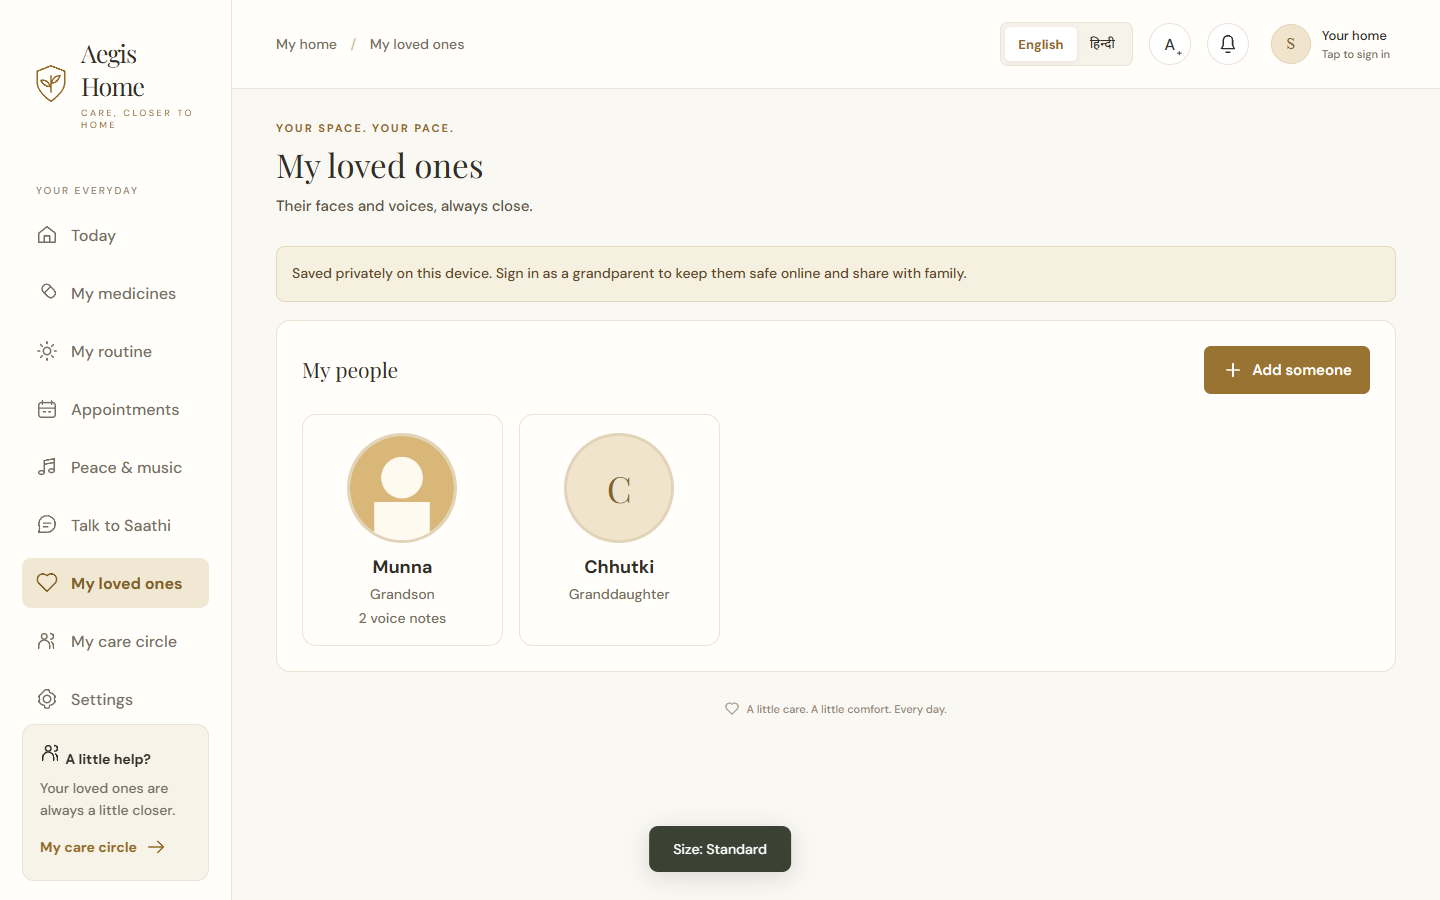 Aegis
Home
CARE, CLOSER TO
HOME
YOUR EVERYDAY
Today
My medicines
My routine
Appointments
Peace & music
Talk to Saathi
My loved ones
My care circle
Settings
A little help?
Your loved ones are
always a little closer.
My care circle
My home / My loved ones
English
हिन्दी
A+
S
Your home
Tap to sign in
YOUR SPACE. YOUR PACE.
My loved ones
Their faces and voices, always close.
Saved privately on this device. Sign in as a grandparent to keep them safe online and share with family.
My people
Add someone
Munna
Grandson
2 voice notes
C
Chhutki
Granddaughter
A little care. A little comfort. Every day.
Size: Standard